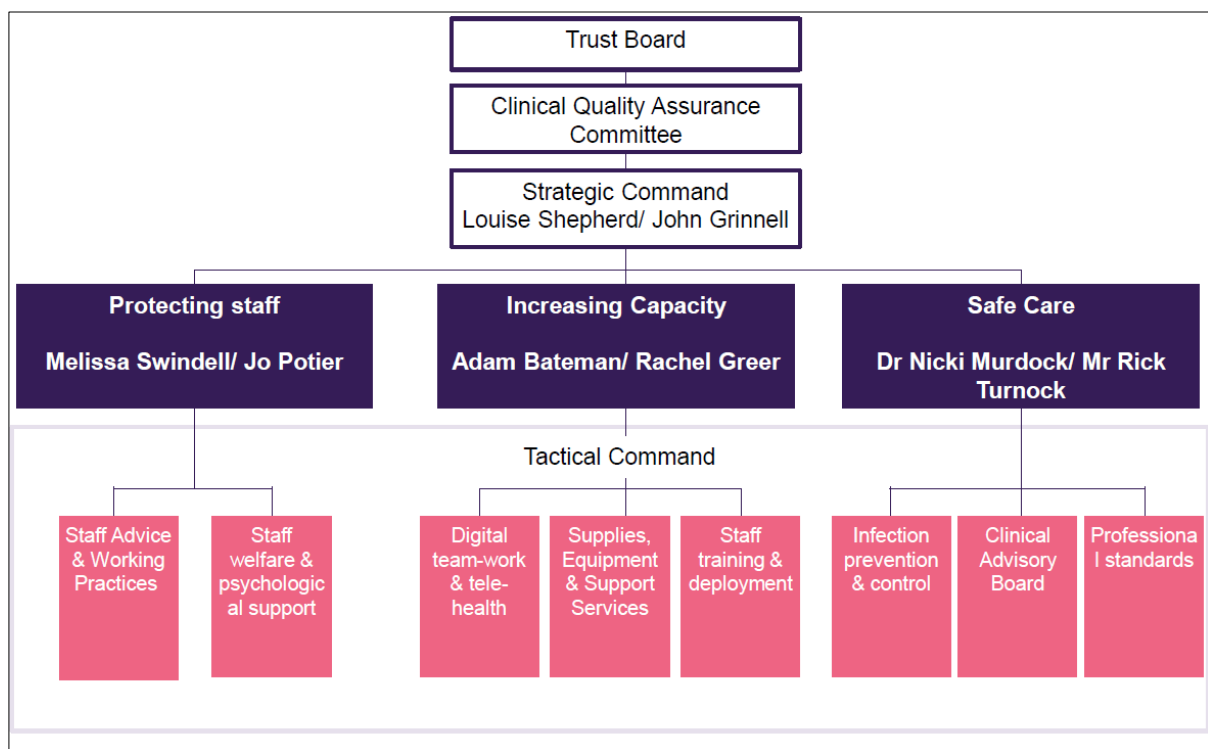 Trust Board
Clinical Quality Assurance
Committee
Strategic Command
Louise Shepherd/ John Grinnell
Protecting staff
Melissa Swindell/ Jo Potier
Increasing Capacity
Adam Bateman/ Rachel Greer
Safe Care
Dr Nicki Murdock/ Mr Rick
Turnock
Tactical Command
Staff Advice
& Working
Practices
Staff
welfare &
psychologic
al support
Digital
team-work
& tele-
health
Supplies,
Equipment
& Support
Services
Staff
training &
deployment
Infection
prevention
& control
Clinical
Advisory
Board
Professiona
l standards